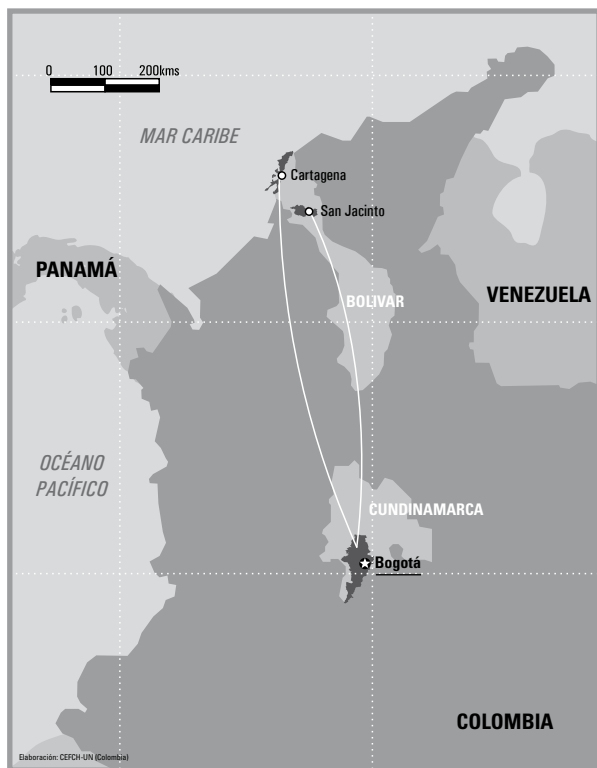 0 100 200kms
MAR CARIBE
Cartagena
San Jacinto
PANAMÁ
BOLIVAR
VENEZUELA
OCÉANO
PACÍFICO
CUNDINAMARCA
Bogotá
COLOMBIA
Elaboración: CEFCH-UN (Colombia)